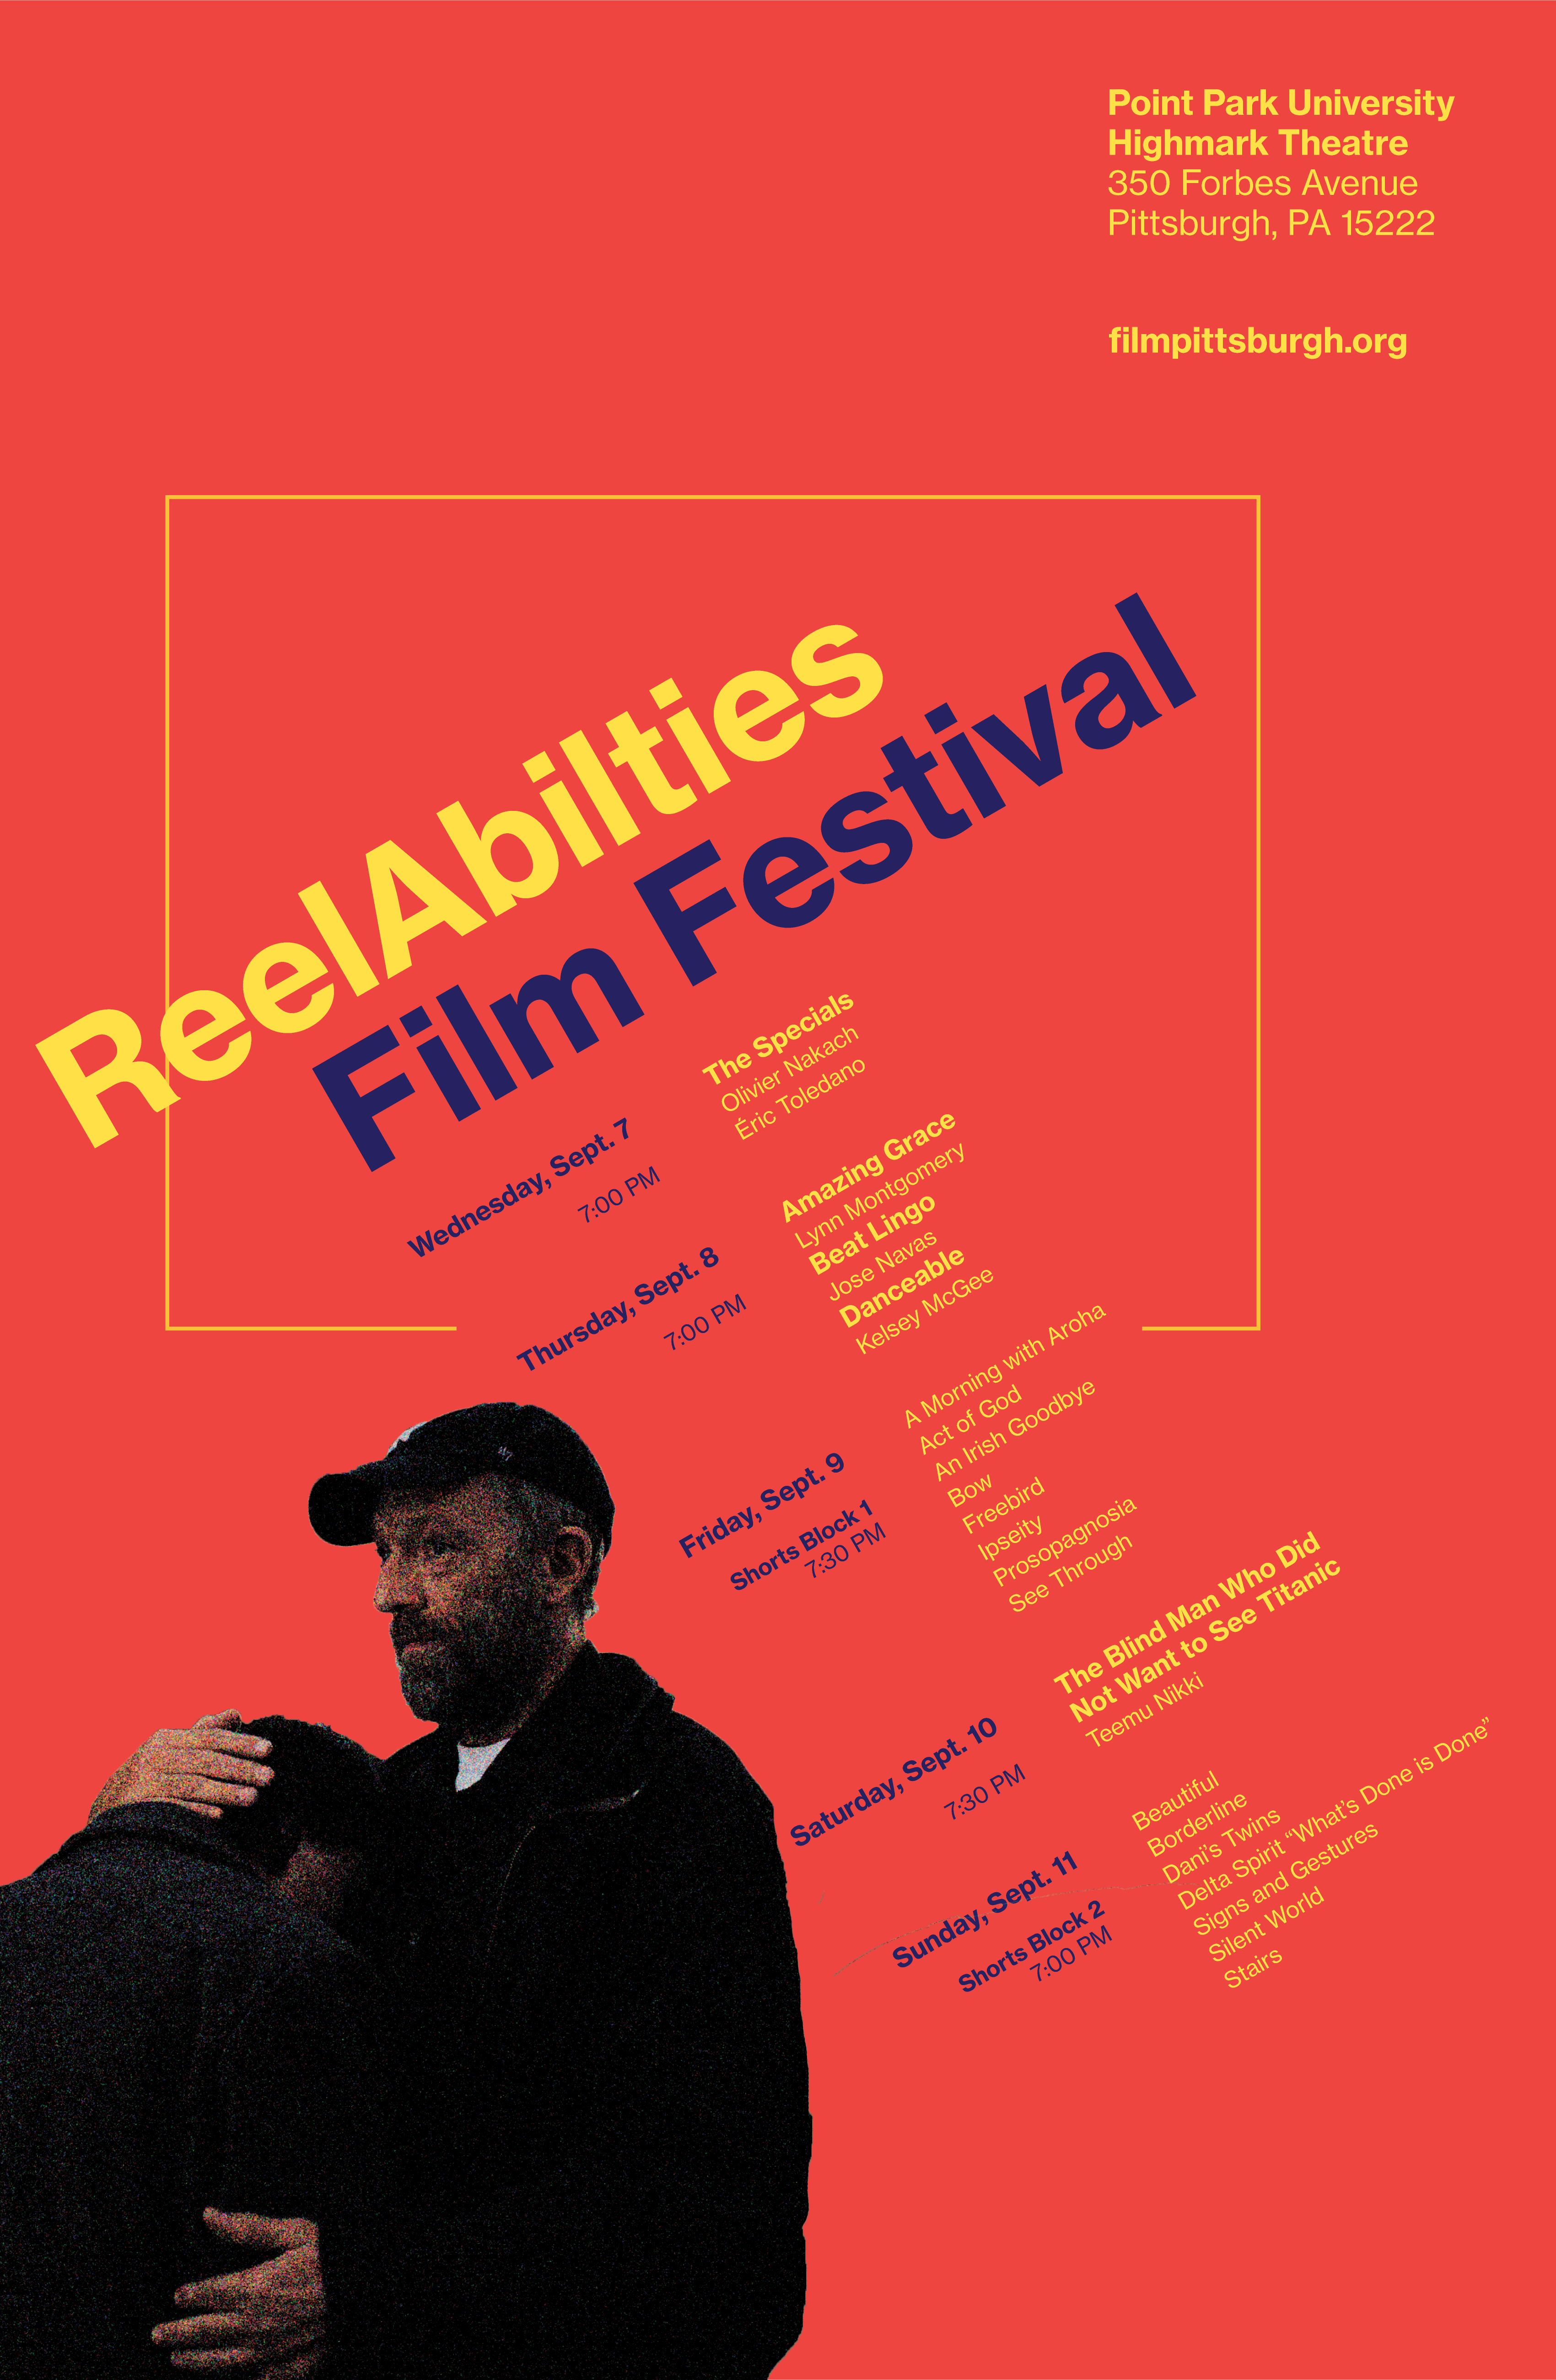 Point Park University
Highmark Theatre
350 Forbes Avenue
Pittsburgh, PA 15222
filmpittsburgh.org
ReelAbilties
Film Festival
Wednesday, Sept. 7
7:00 PM
The Specials
Olivier Nakach
Éric Toledano
Thursday, Sept. 8
7:00 PM
Amazing Grace
Lynn Montgomery
Beat Lingo
Jose Navas
Danceable
Kelsey McGee
Friday, Sept. 9
Shorts Block 1
7:30 PM
A Morning with Aroha
Act of God
An Irish Goodbye
Bow
Freebird
Ipseity
Prosopagnosia
See Through
Saturday, Sept. 10
7:30 PM
The Blind Man Who Did
Not Want to See Titanic
Teemu Nikki
Sunday, Sept. 11
Shorts Block 2
7:00 PM
Beautiful
Borderline
Dani's Twins
Delta Spirit “What's Done is Done”
Signs and Gestures
Silent World
Stairs